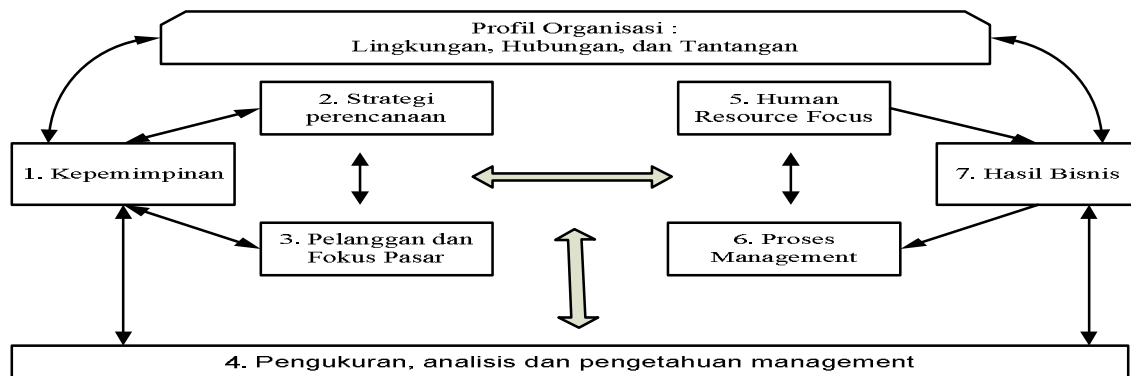 Profil Organisasi :
Lingkungan, Hubungan, dan Tantangan
2. Strategi
perencanaan
5. Human
Resource Focus
1. Kepemimpinan
7. Hasil Bisnis
3. Pelanggan dan
Fokus Pasar
6. Proses
Management
4. Pengukuran, analisis dan pengetahuan management